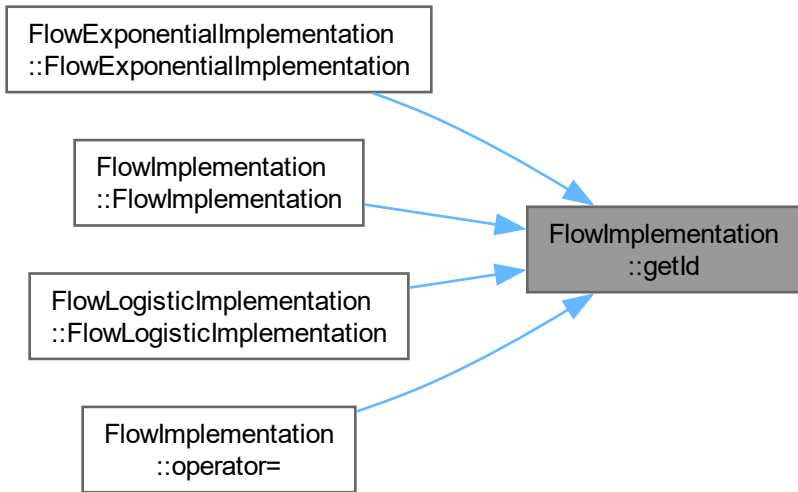 FlowExponentialImplementation
::FlowExponentialImplementation
FlowImplementation
::FlowImplementation
FlowImplementation
::getId
FlowLogisticImplementation
::FlowLogisticImplementation
FlowImplementation
::operator=